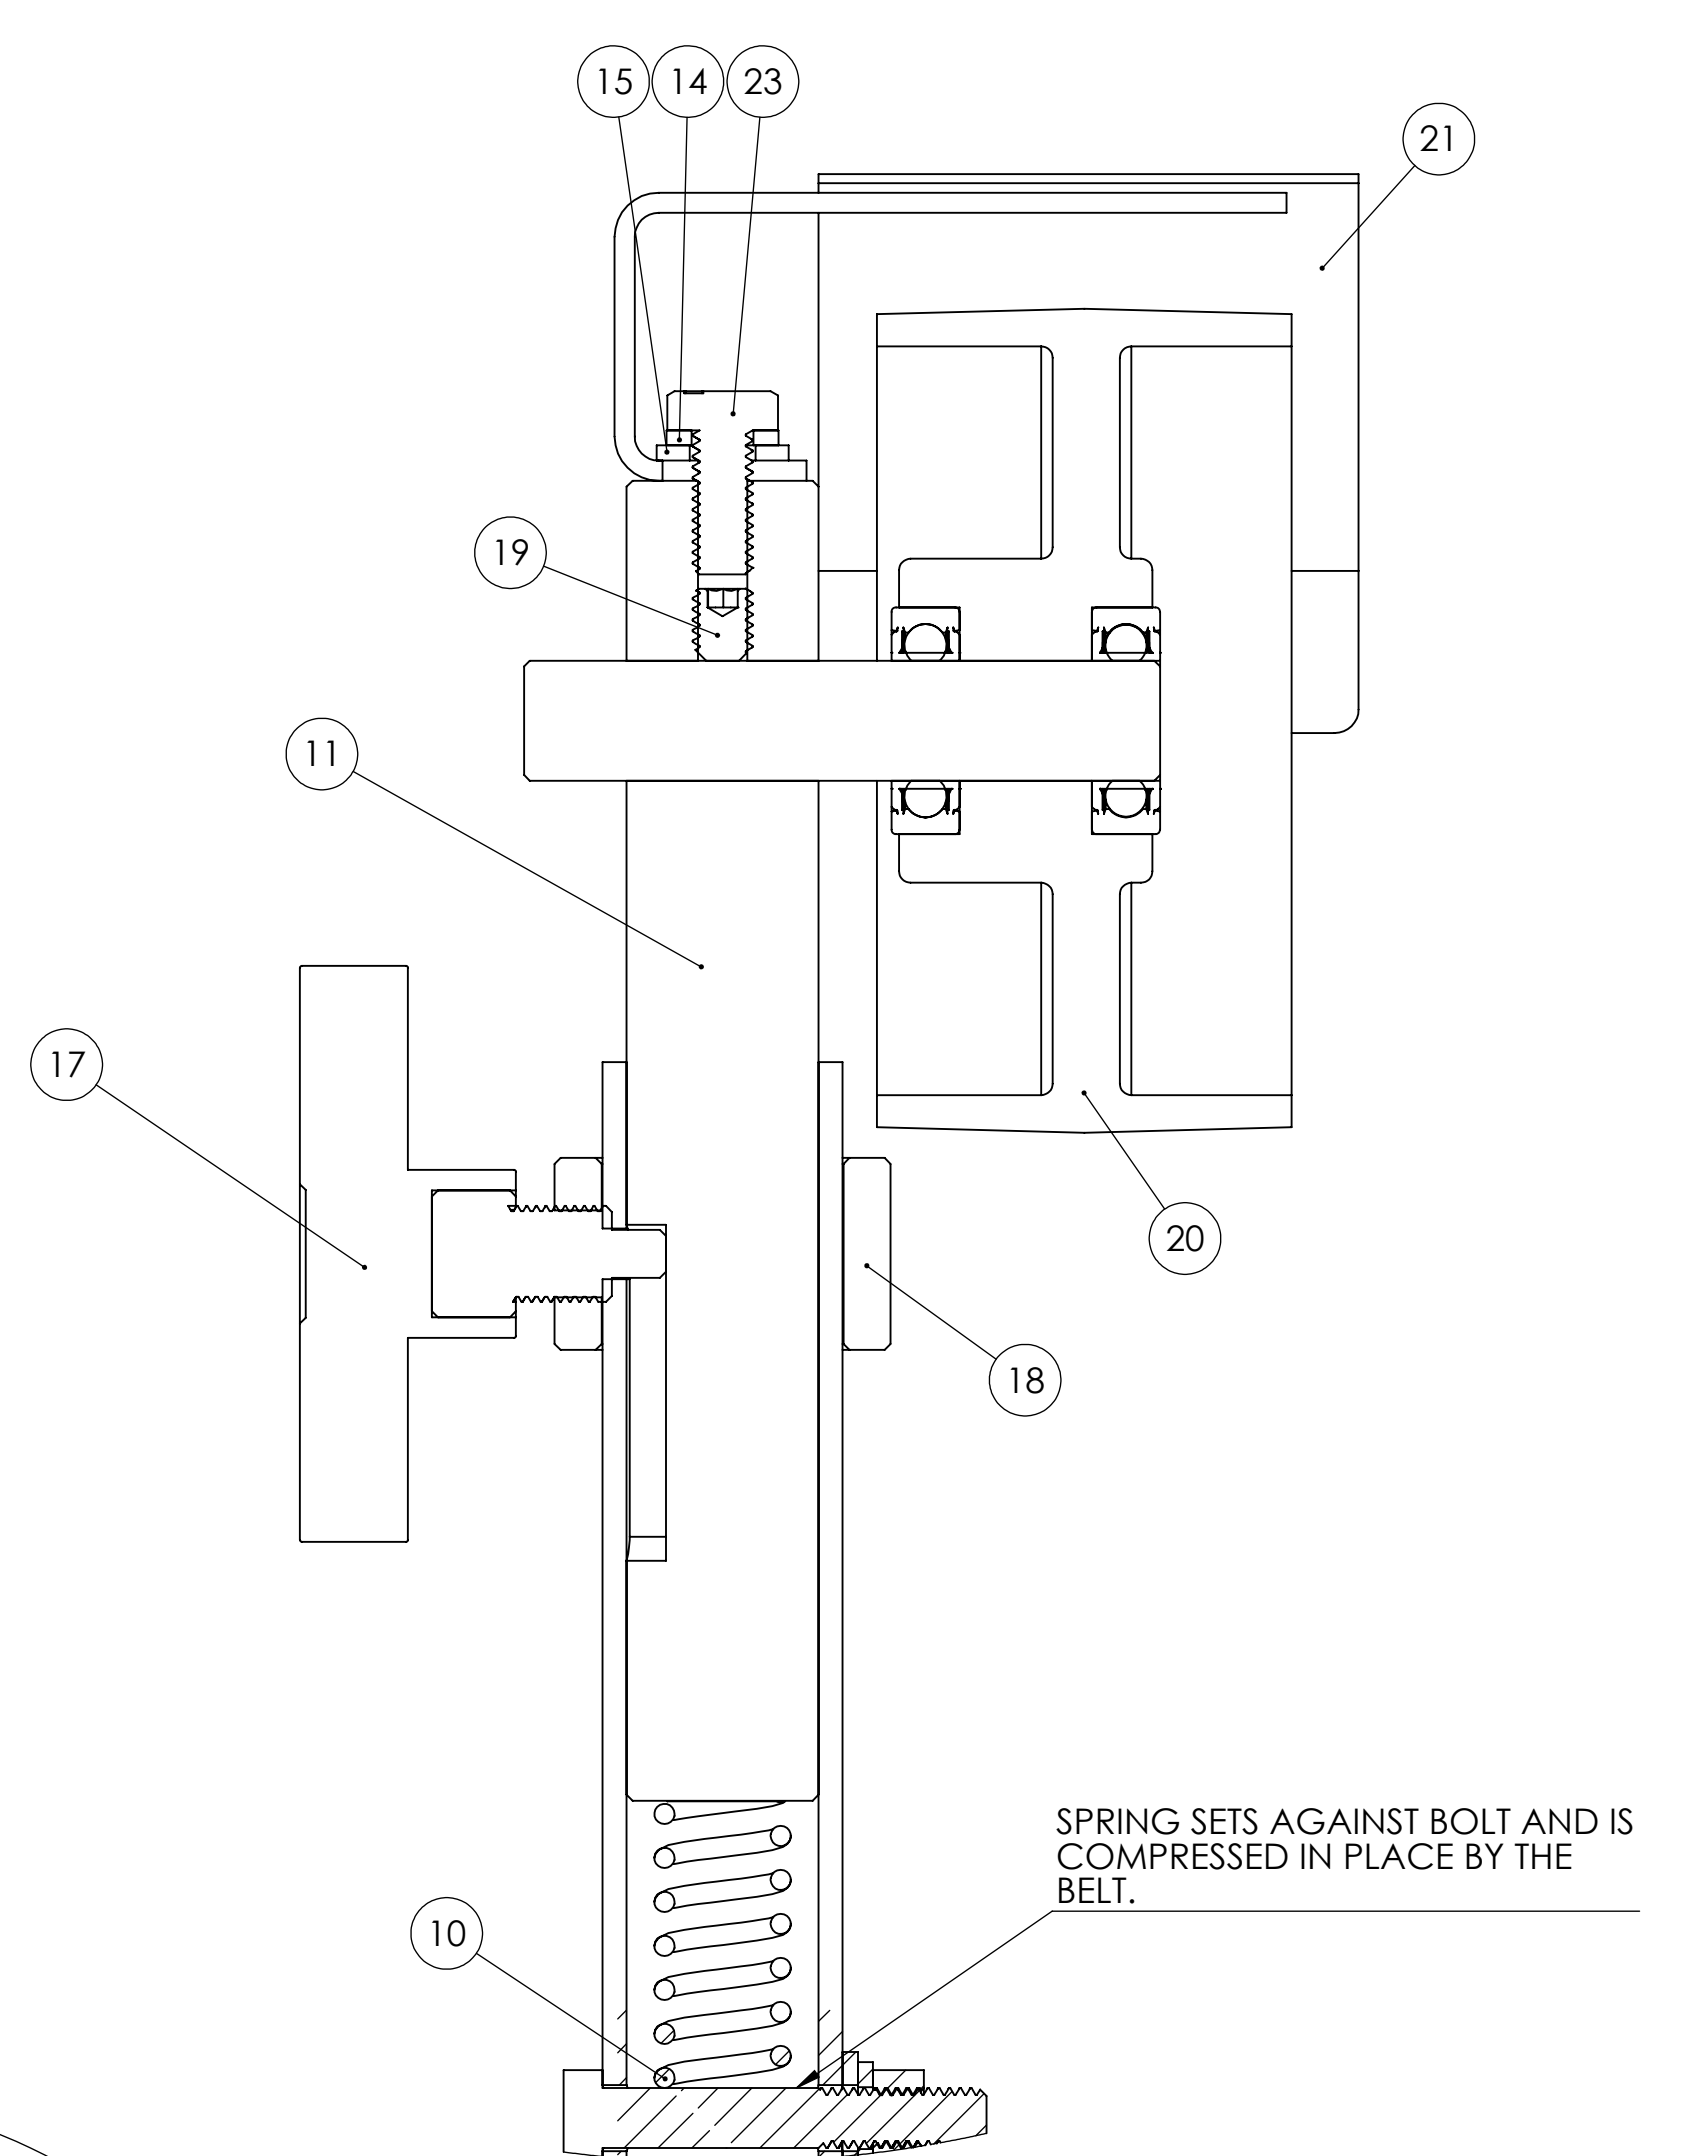 15 14 23
21
19
11
17
20
18
SPRING SETS AGAINST BOLT AND IS
COMPRESSED IN PLACE BY THE
BELT.
10